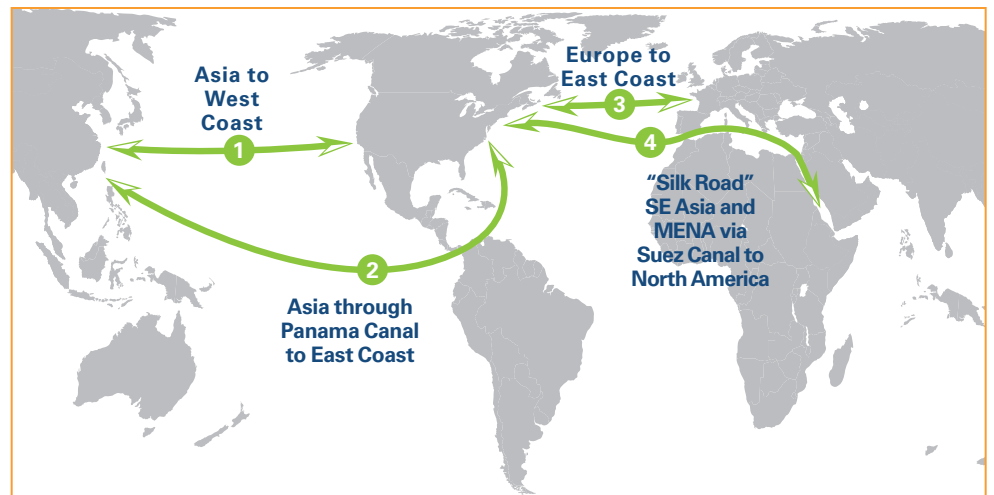 Asia to
West
Coast
1
2
Asia through
Panama Canal
to East Coast
Europe to
East Coast
3
4
“Silk Road”
SE Asia and
MENA via
Suez Canal to
North America